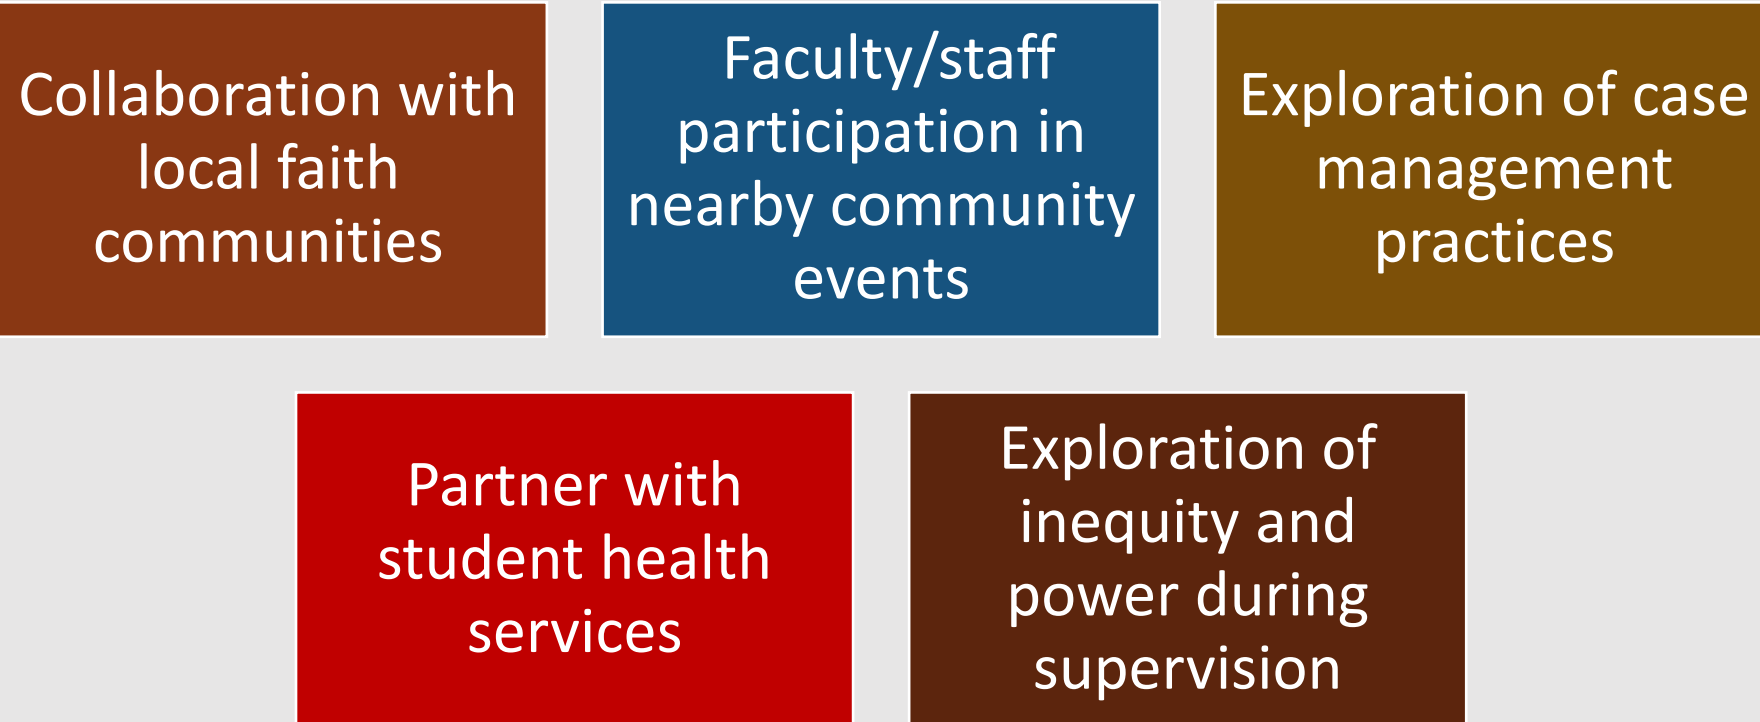 Collaboration with
local faith
communities
Faculty/staff
participation in
nearby community
events
Exploration of case
management
practices
Partner with
student health
services
Exploration of
inequity and
power during
supervision